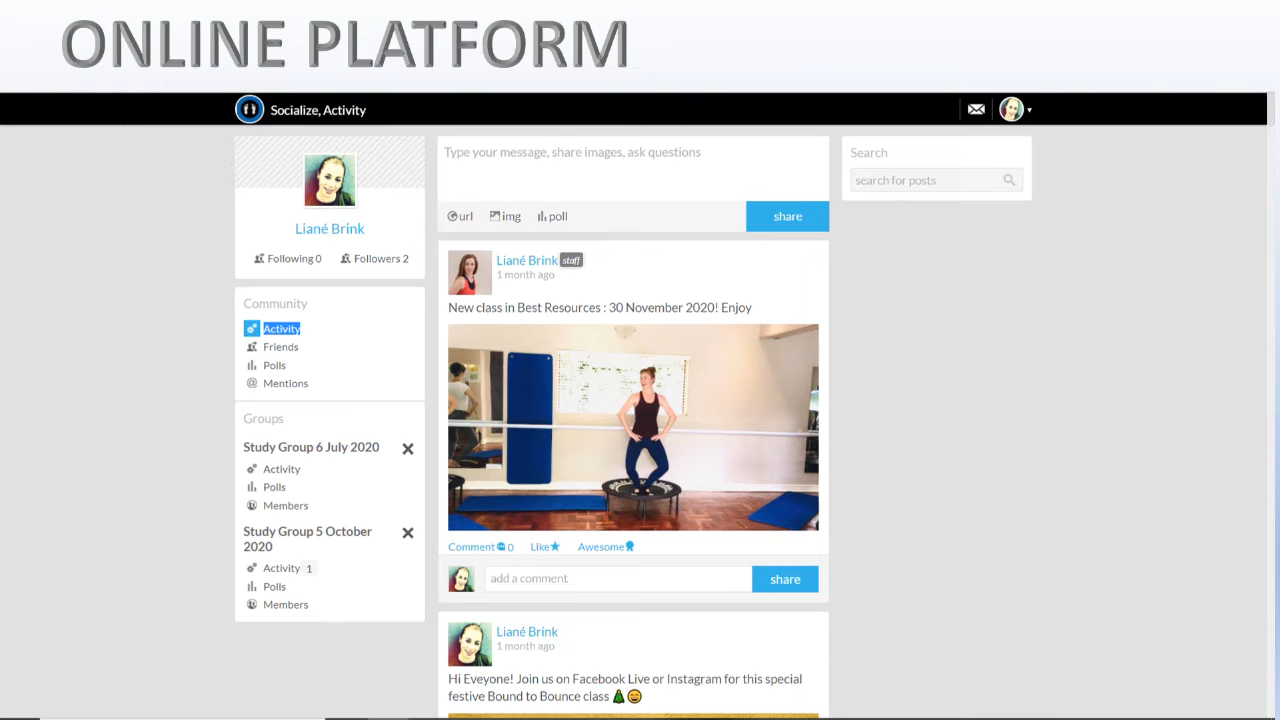 ONLINE PLATFORM
Socialize, Activity
Liané Brink
Following 0 Followers 2
Community
Activity
Friends
Polls
Mentions
Groups
Study Group 6 July 2020
Activity
Polls
Members
Study Group 5 October
2020
Activity 1
Polls
Members
Type your message, share images, ask questions
url img poll share
Liané Brink staff
1 month ago
New class in Best Resources : 30 November 2020! Enjoy
Comment 0 Like Awesome
add a comment share
Liané Brink
1 month ago
Hi Eveyone! Join us on Facebook Live or Instagram for this special
festive Bound to Bounce class 🎄😄
Search
search for posts